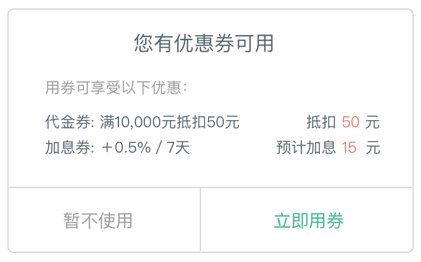 您有优惠券可用
用券可享受以下优惠:
代金券: 满10,000元抵扣50元 抵扣 50 元
加息券: +0.5% / 7天 预计加息 15 元
暂不使用 立即用券